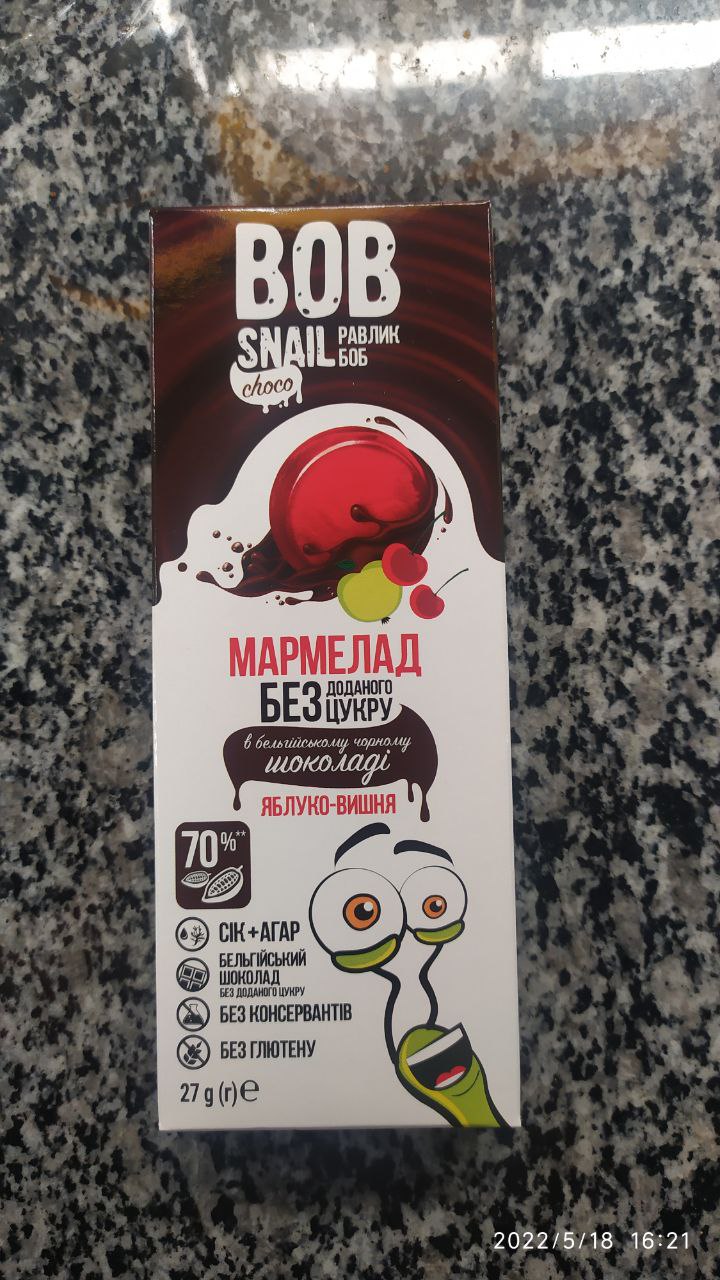 BOB
SNAIL РАВЛИК БОБ
choco
МАРМЕЛАД
БЕЗ ДОДАНОГО ЦУКРУ
в бельгійському чорному
шоколаді
ЯБЛУКО-ВИШНЯ
70%**
СІК + АГАР
БЕЛЬГІЙСЬКИЙ
ШОКОЛАД
БЕЗ ДОДАНОГО ЦУКРУ
БЕЗ КОНСЕРВАНТІВ
БЕЗ ГЛЮТЕНУ
27 g (г) ℮
2022/5/18 16:21